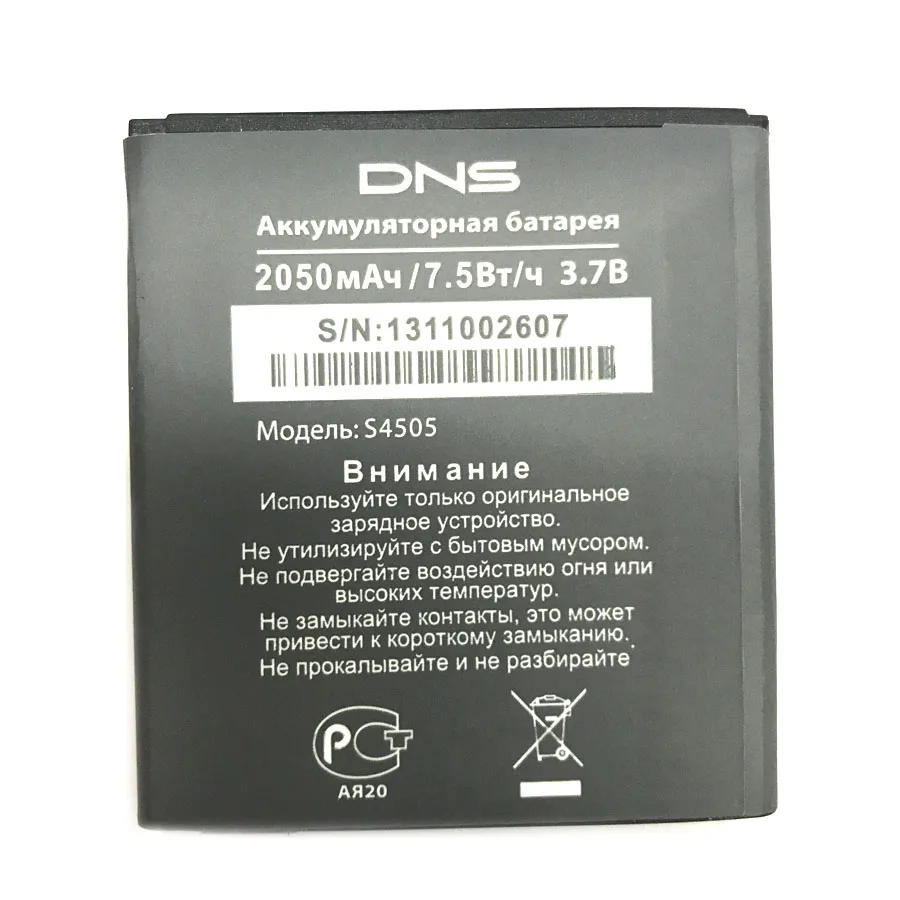 DNS
Аккумуляторная батарея
2050мАч/7.5Вт/ч 3.7В
S/N:1311002607
Модель: S4505
Внимание
Используйте только оригинальное
зарядное устройство.
Не утилизируйте с бытовым мусором.
Не подвергайте воздействию огня или
высоких температур.
Не замыкайте контакты, это может
привести к короткому замыканию.
Не прокалывайте и не разбирайте
РСТ
АЯ20